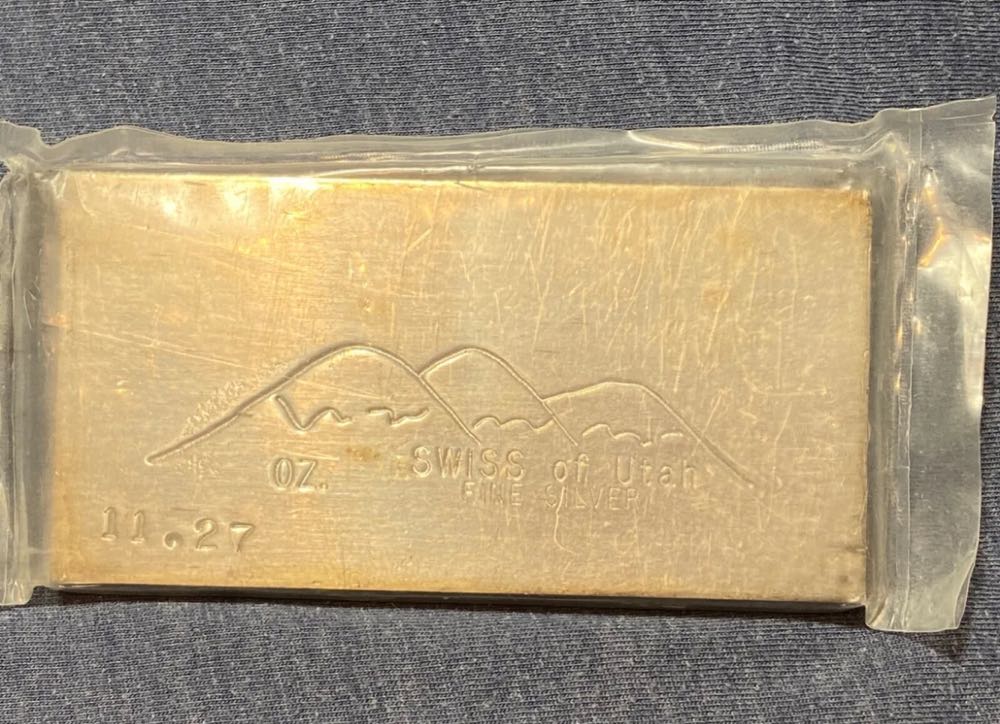 OZ. SWISS of Utah
FINE SILVER
11.27